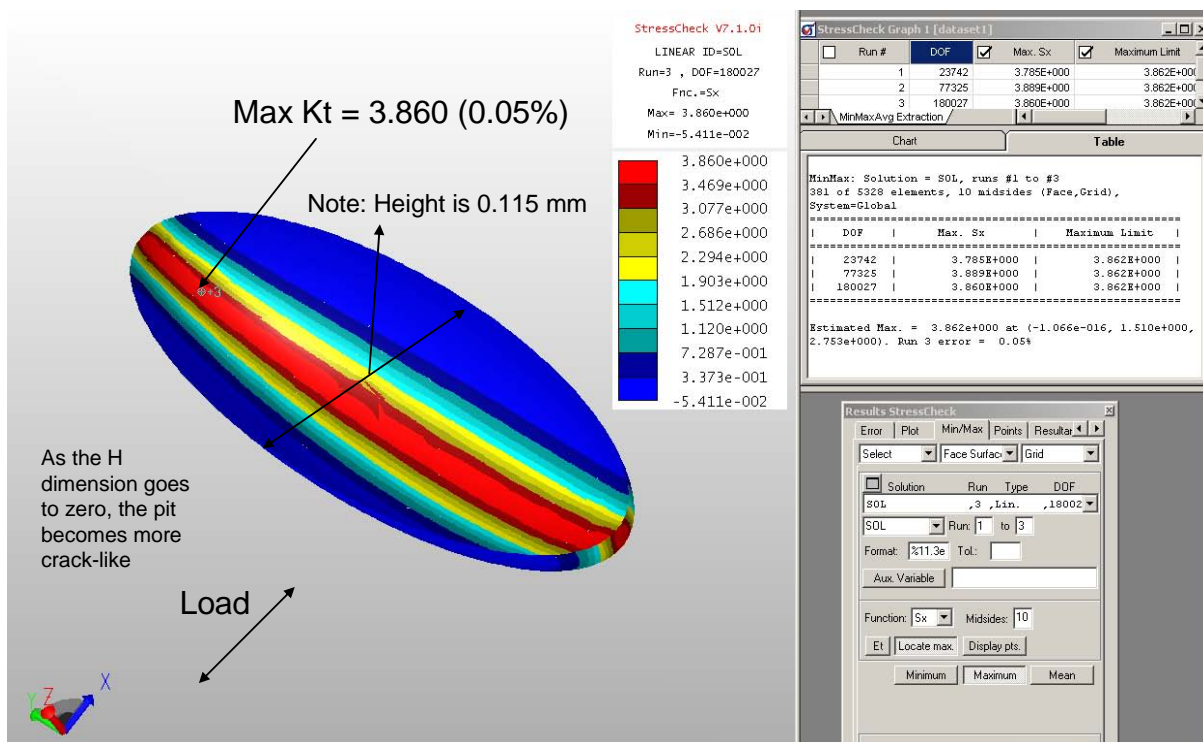 Max Kt = 3.860 (0.05%)
Note: Height is 0.115 mm
As the H
dimension goes
to zero, the pit
becomes more
crack-like
Load
X
Y
Z
+3
StressCheck V7.1.0i
LINEAR ID=SOL
Run=3 , DOF=180027
Fnc.=Sx
Max= 3.860e+000
Min=-5.411e-002
3.860e+000
3.469e+000
3.077e+000
2.686e+000
2.294e+000
1.903e+000
1.512e+000
1.120e+000
7.287e-001
3.373e-001
-5.411e-002
StressCheck Graph 1 [dataset1]
Run # DOF Max. Sx Maximum Limit
1 23742 3.785E+000 3.862E+000
2 77325 3.889E+000 3.862E+000
3 180027 3.860E+000 3.862E+000
MinMaxAvg Extraction
Chart Table
MinMax: Solution = SOL, runs #1 to #3
381 of 5328 elements, 10 midsides (Face,Grid),
System=Global
| DOF | Max. Sx | Maximum Limit |
| 23742 | 3.785E+000 | 3.862E+000 |
| 77325 | 3.889E+000 | 3.862E+000 |
| 180027 | 3.860E+000 | 3.862E+000 |
Estimated Max. = 3.862e+000 at (-1.066e-016, 1.510e+000,
2.753e+000). Run 3 error = 0.05%
Results StressCheck
Error Plot Min/Max Points Resultar
Select Face Surfac Grid
Solution Run Type DOF
SOL ,3 ,Lin. ,18002
SOL Run: 1 to 3
Format: %11.3e Tol.:
Aux. Variable
Function: Sx Midsides: 10
Et Locate max. Display pts.
Minimum Maximum Mean